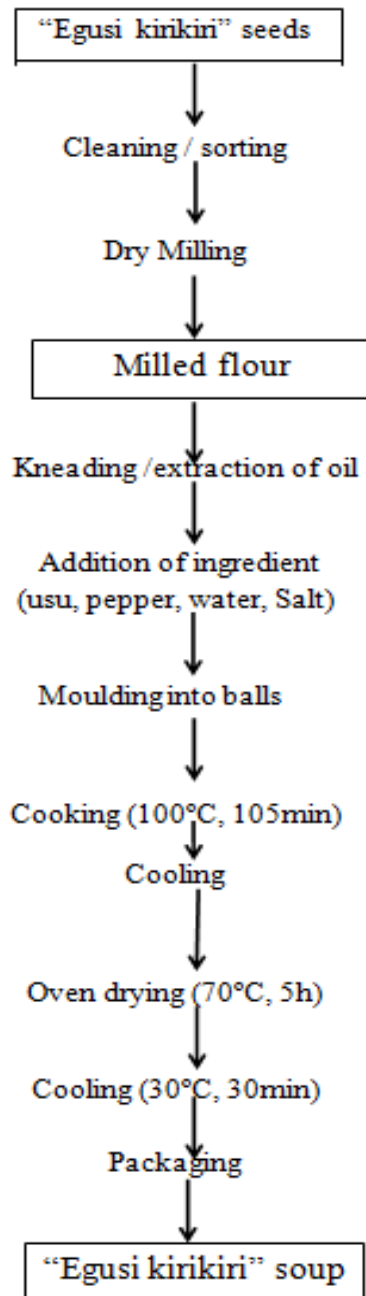 “Egusi kirikiri” seeds
Cleaning / sorting
Dry Milling
Milled flour
Kneading /extraction of oil
Addition of ingredient
(usu, pepper, water, Salt)
Moulding into balls
Cooking (100°C, 105min)
Cooling
Oven drying (70°C, 5h)
Cooling (30°C, 30min)
Packaging
“Egusi kirikiri” soup